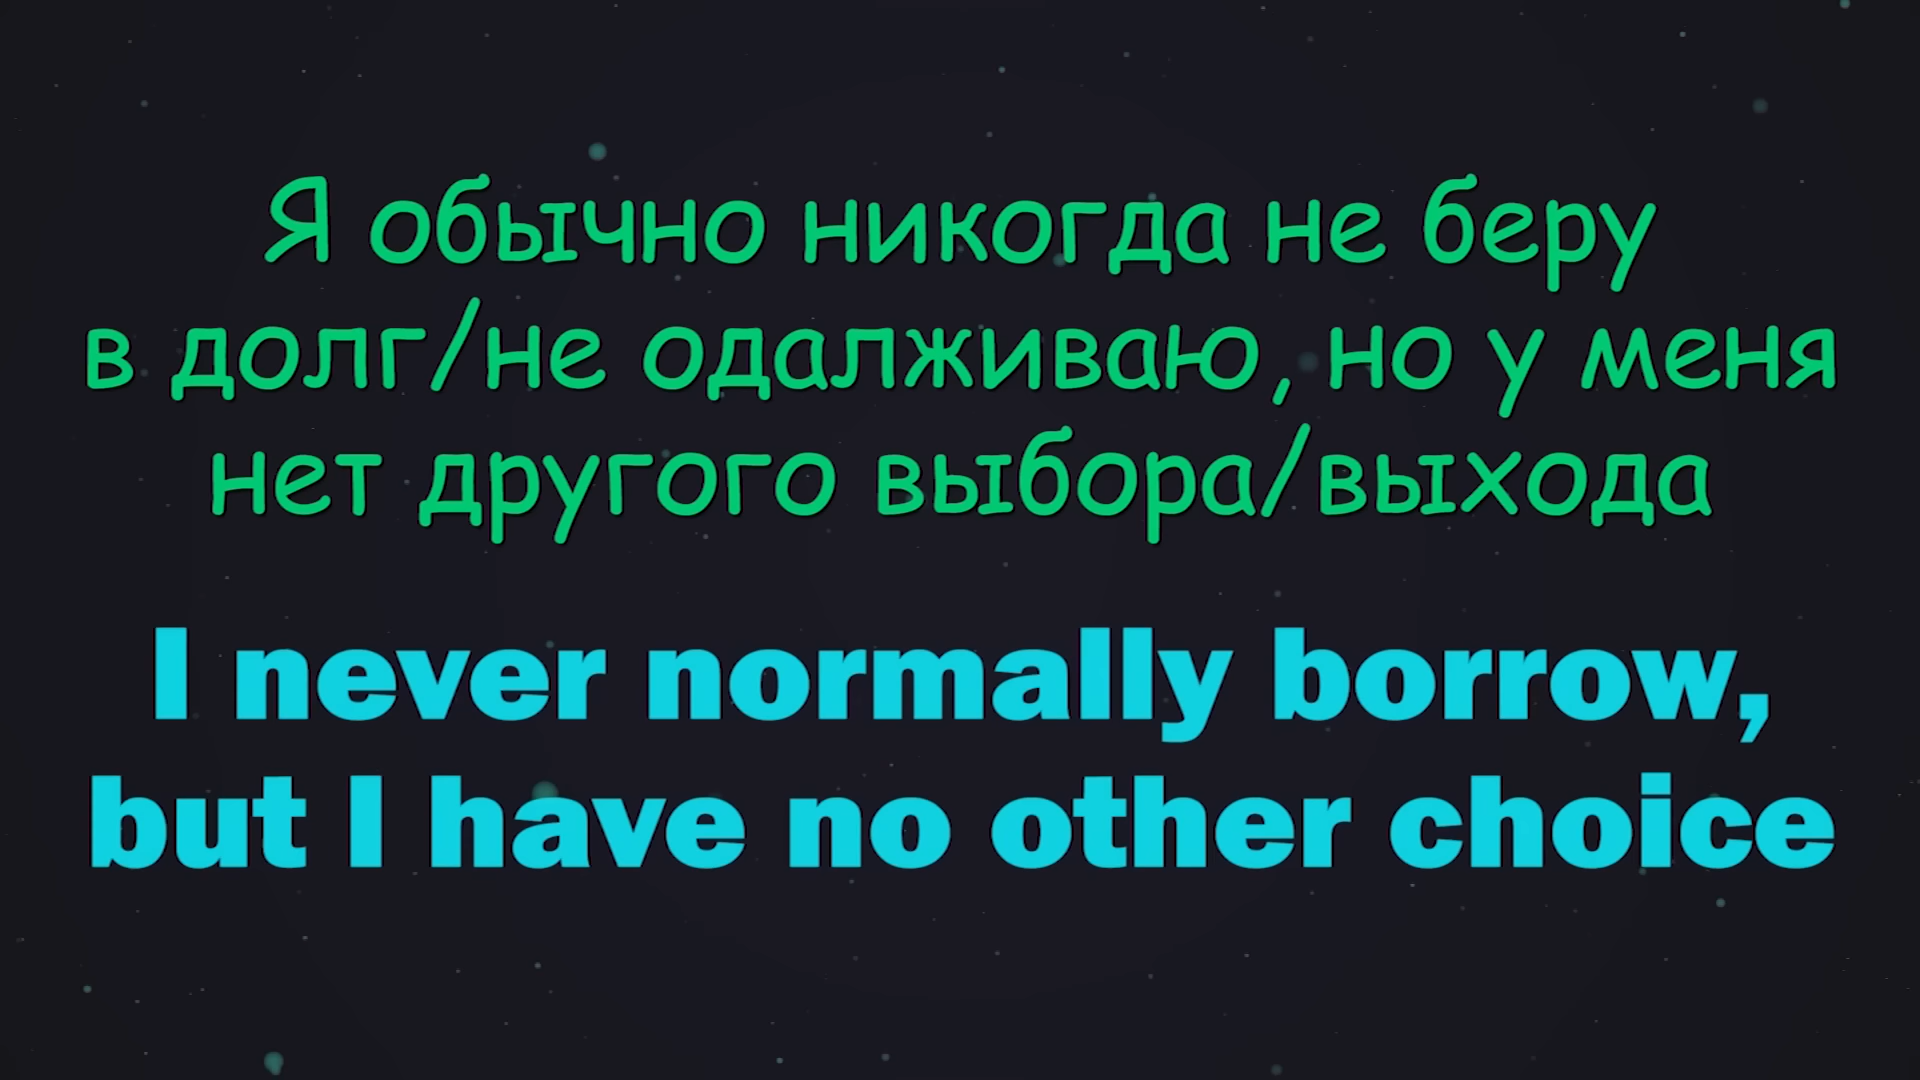 Я обычно никогда не беру
в долг/не одалживаю, но у меня
нет другого выбора/выхода
I never normally borrow,
but I have no other choice